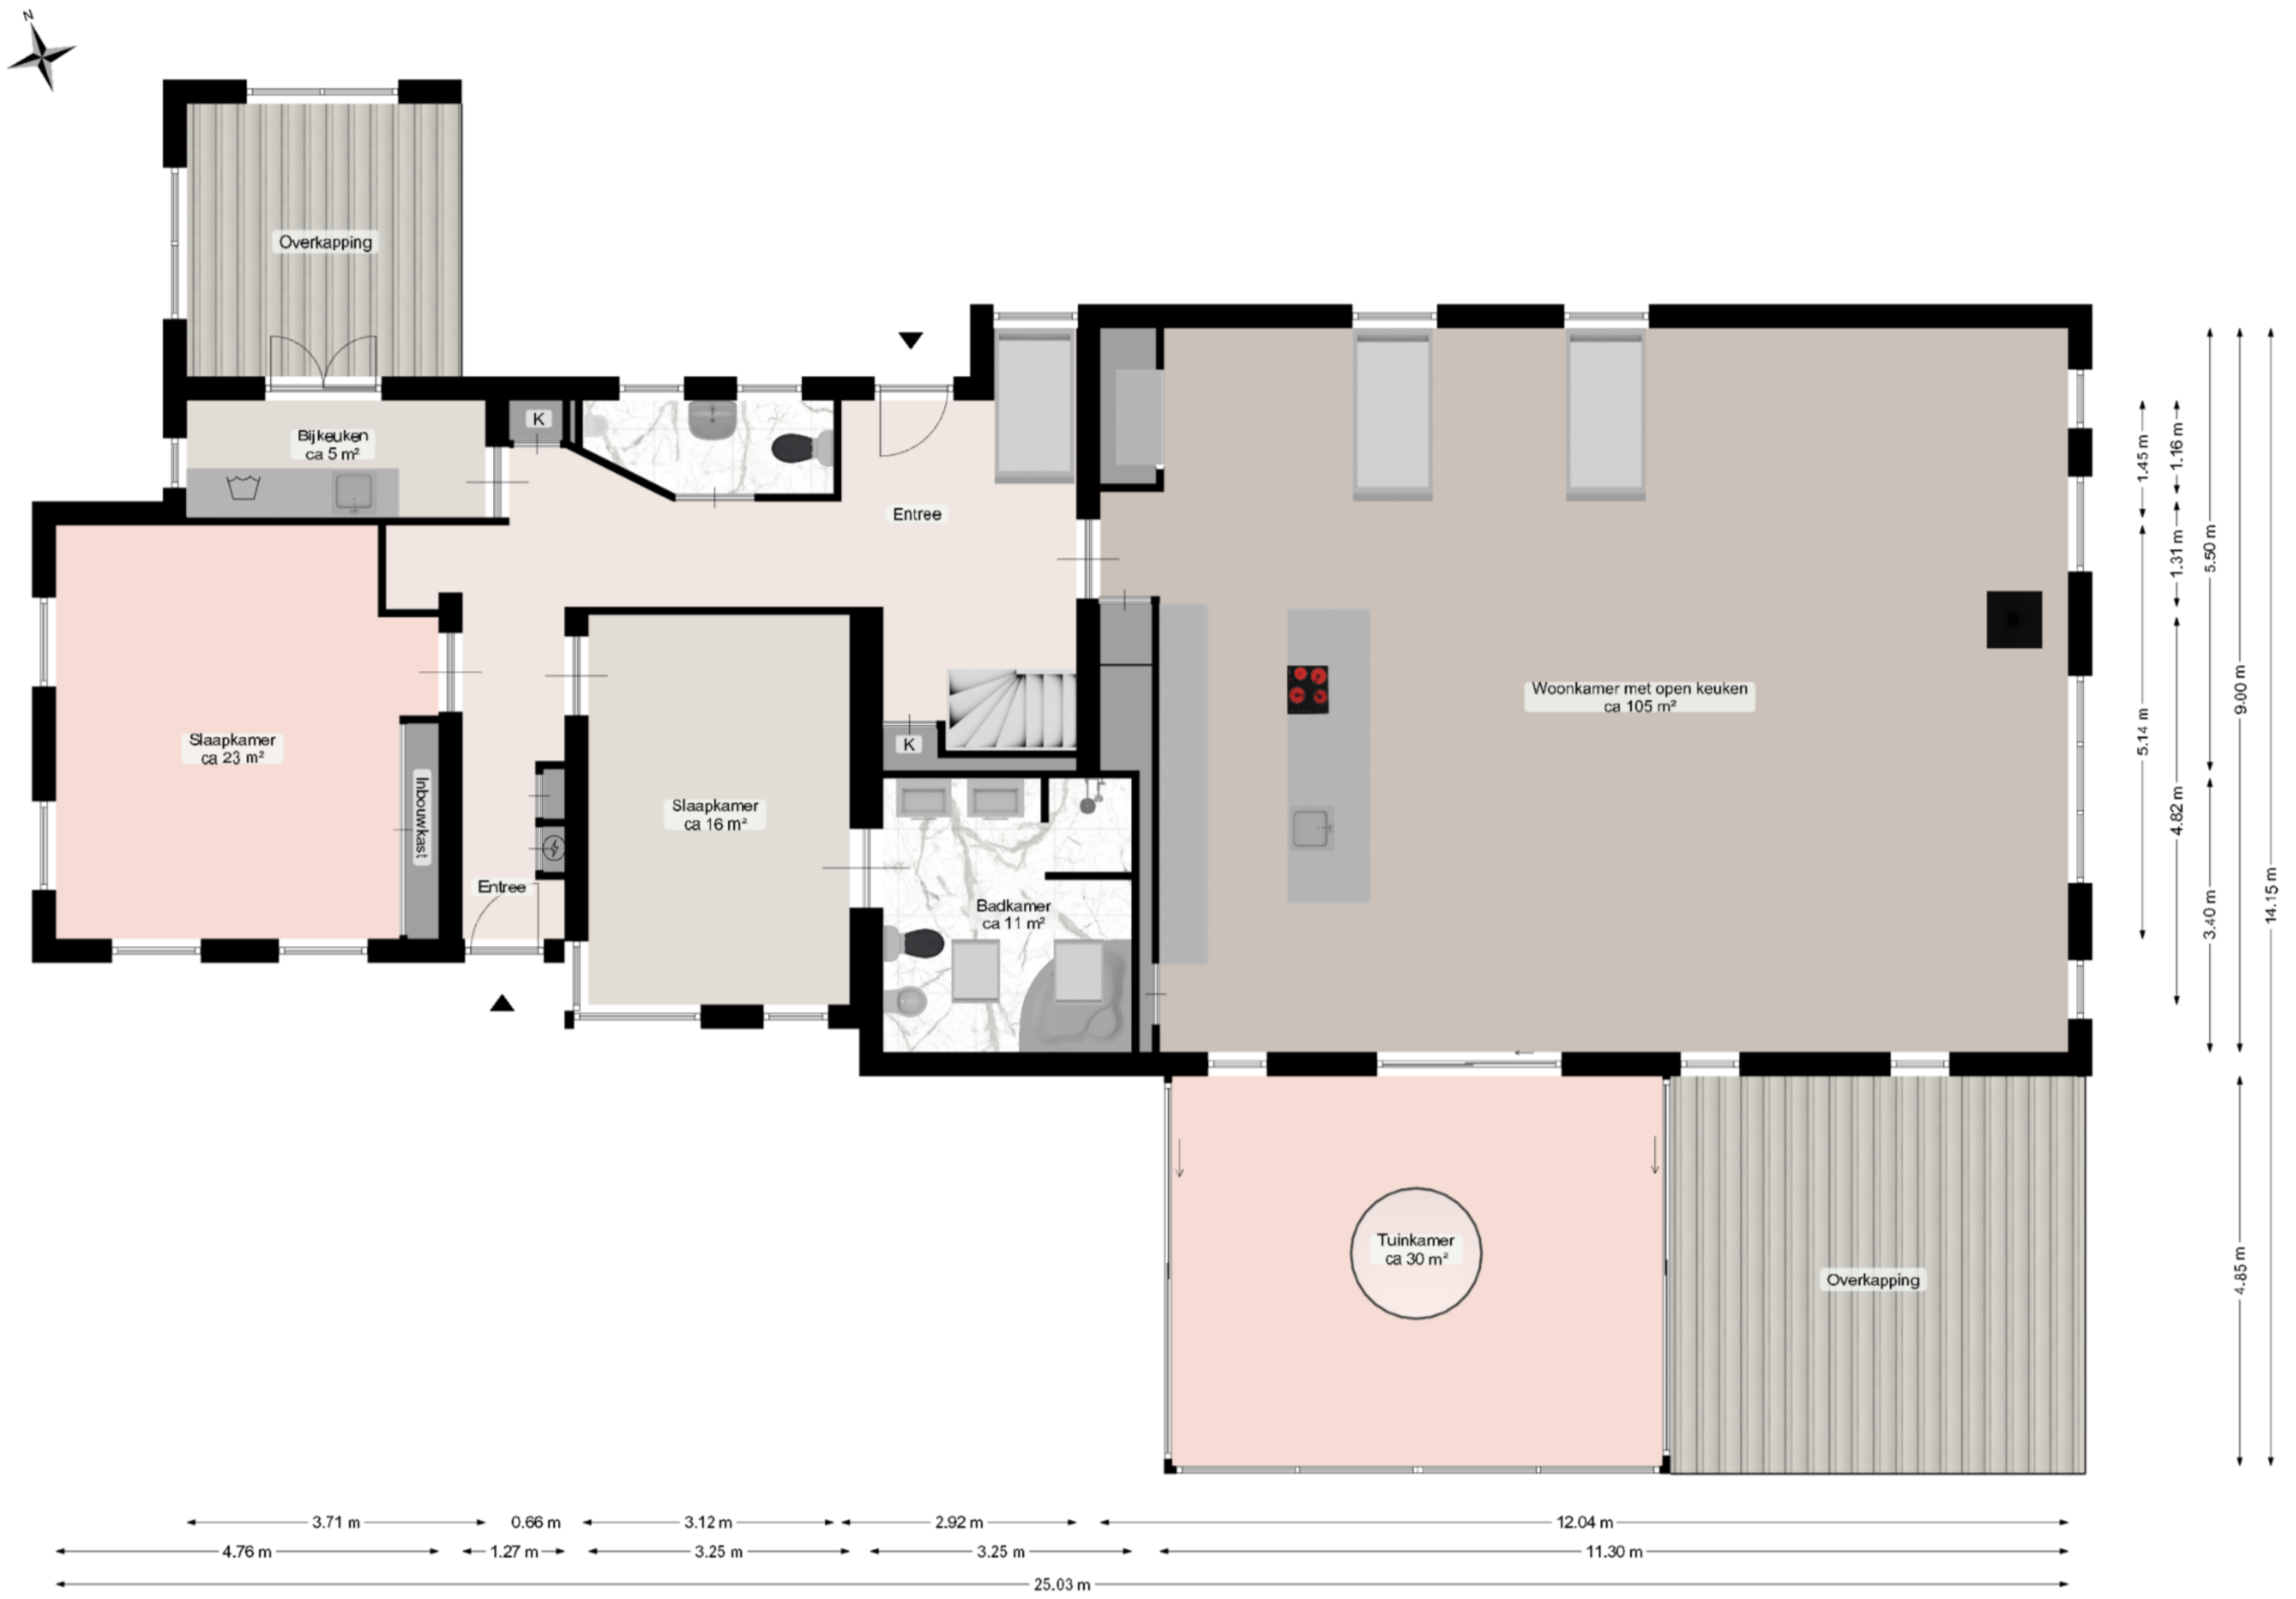 N
Overkapping
Bijkeuken
ca 5 m²
K
Entree
Slaapkamer
ca 23 m²
Inbouwkast
Entree
Slaapkamer
ca 16 m²
K
Badkamer
ca 11 m²
Woonkamer met open keuken
ca 105 m²
Tuinkamer
ca 30 m²
Overkapping
1.45 m
1.16 m
1.31 m
5.50 m
5.14 m
4.82 m
9.00 m
3.40 m
14.15 m
4.85 m
3.71 m
0.66 m
3.12 m
2.92 m
12.04 m
4.76 m
1.27 m
3.25 m
3.25 m
11.30 m
25.03 m